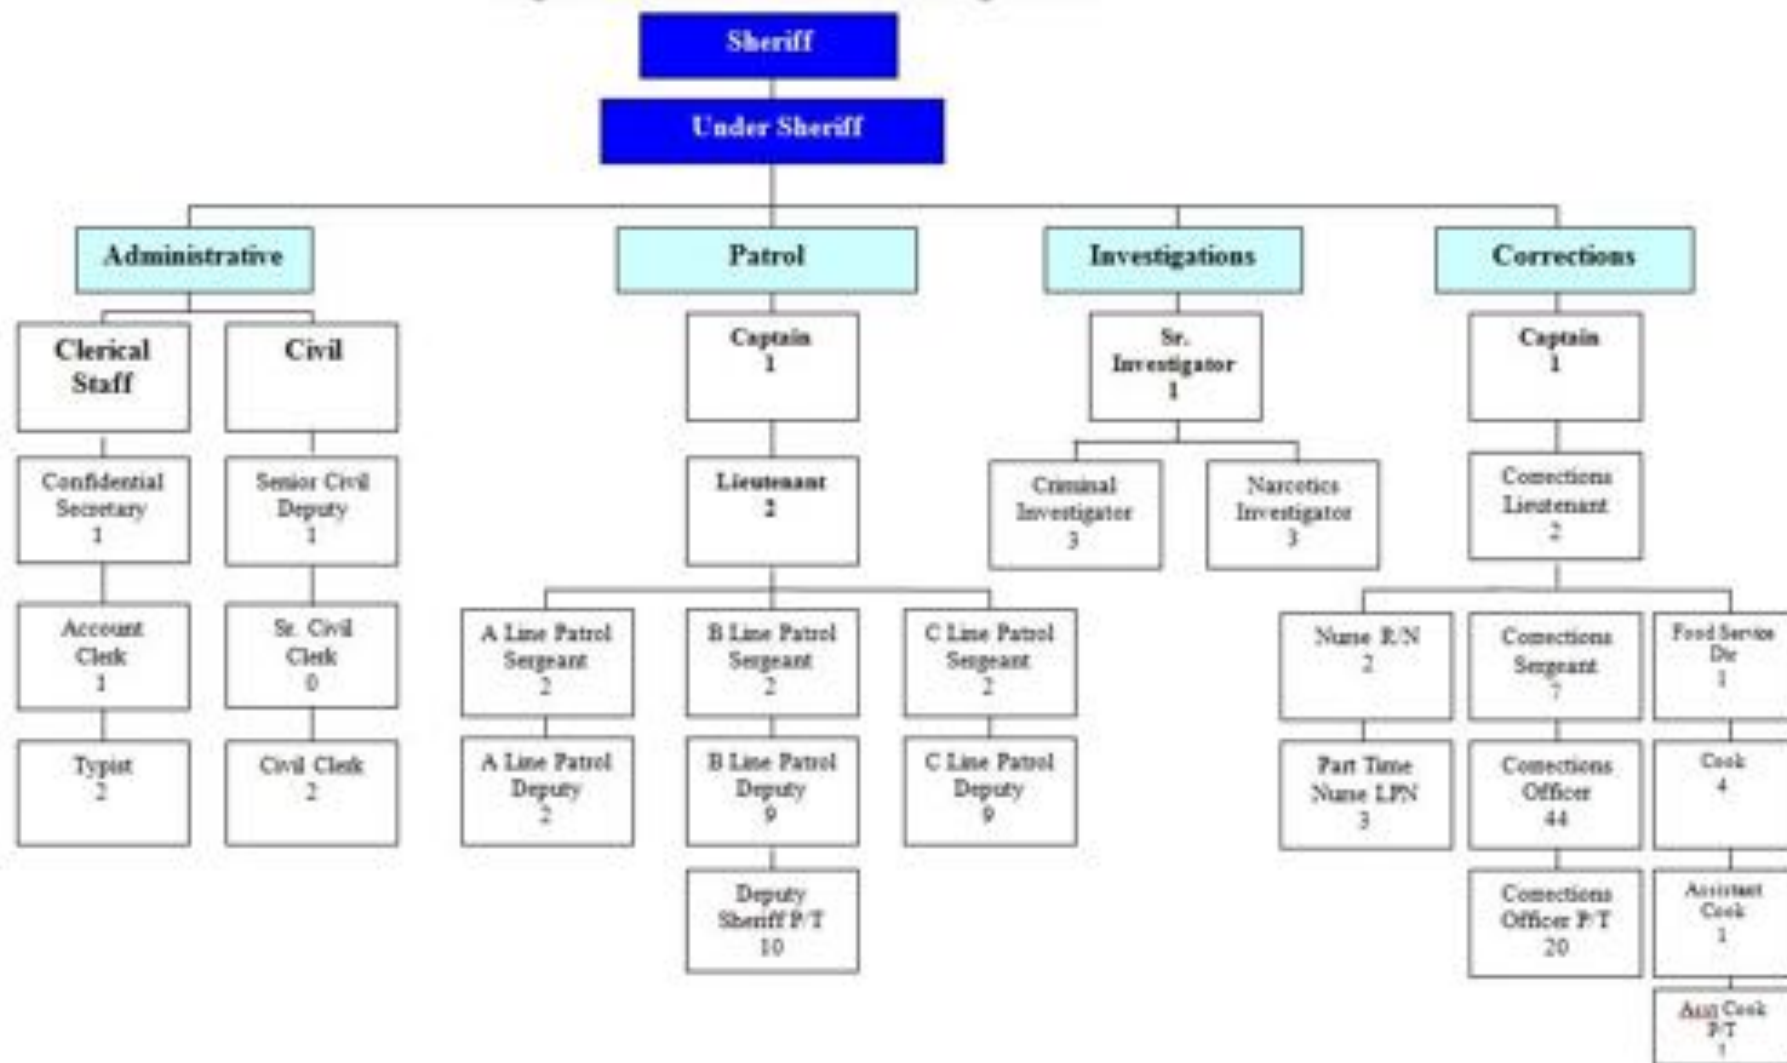 Sheriff
Under Sheriff
Administrative
Patrol
Investigations
Corrections
Clerical
Staff
Civil
Captain
1
Sr.
Investigator
1
Captain
1
Confidential
Secretary
1
Senior Civil
Deputy
1
Lieutenant
2
Criminal
Investigator
3
Narcotics
Investigator
3
Corrections
Lieutenant
2
Account
Clerk
1
Sr. Civil
Clerk
0
A Line Patrol
Sergeant
2
B Line Patrol
Sergeant
2
C Line Patrol
Sergeant
2
Nurse R/N
2
Corrections
Sergeant
7
Food Service
Dir
1
Typist
2
Civil Clerk
2
A Line Patrol
Deputy
2
B Line Patrol
Deputy
9
C Line Patrol
Deputy
9
Part Time
Nurse LPN
3
Corrections
Officer
44
Cook
4
Deputy
Sheriff P/T
10
Corrections
Officer P/T
20
Assistant
Cook
1
Asst Cook
P/T